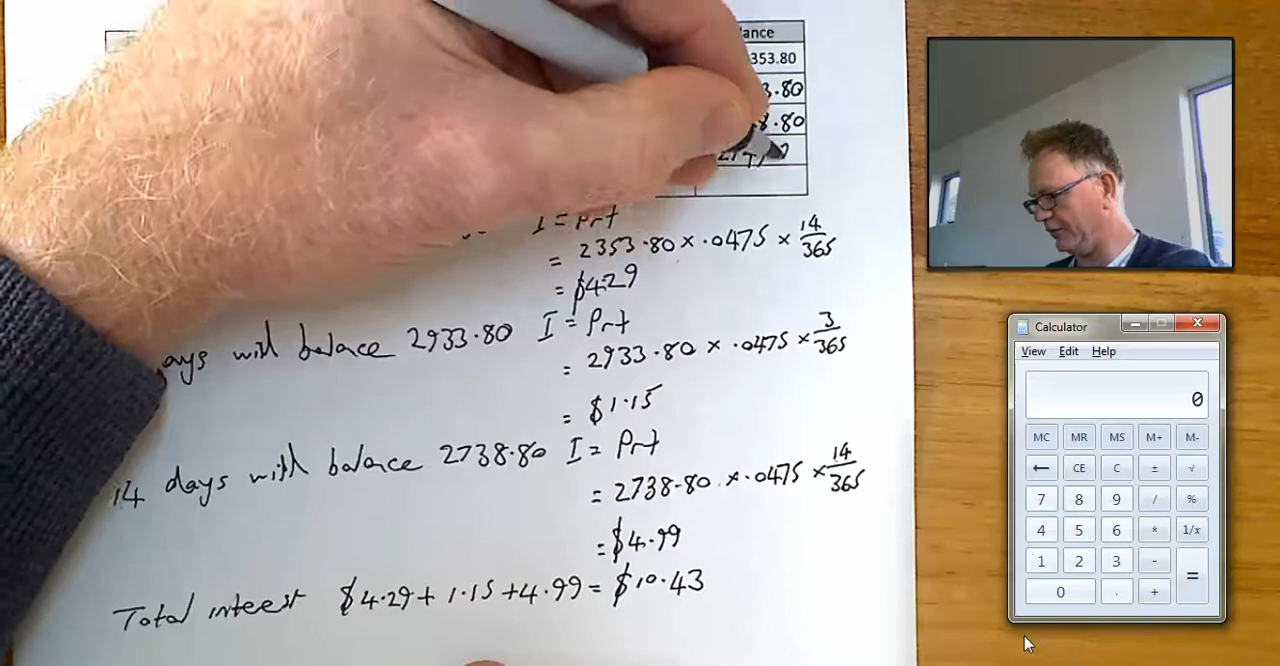 353.80
3.80
8.80
I = Prt
= 2353.80 x .0475 x 14/365
= $4.29
ays with balance 2933.80 I = Prt
= 2933.80 x .0475 x 3/365
= $1.15
14 days with balance 2738.80 I = Prt
= 2738.80 x .0475 x 14/365
= $4.99
Total interest $4.29 + 1.15 + 4.99 = $10.43
Calculator
View Edit Help
0
MC MR MS M+ M-
← CE C ± √
7 8 9 / %
4 5 6 * 1/x
1 2 3 - =
0 . +